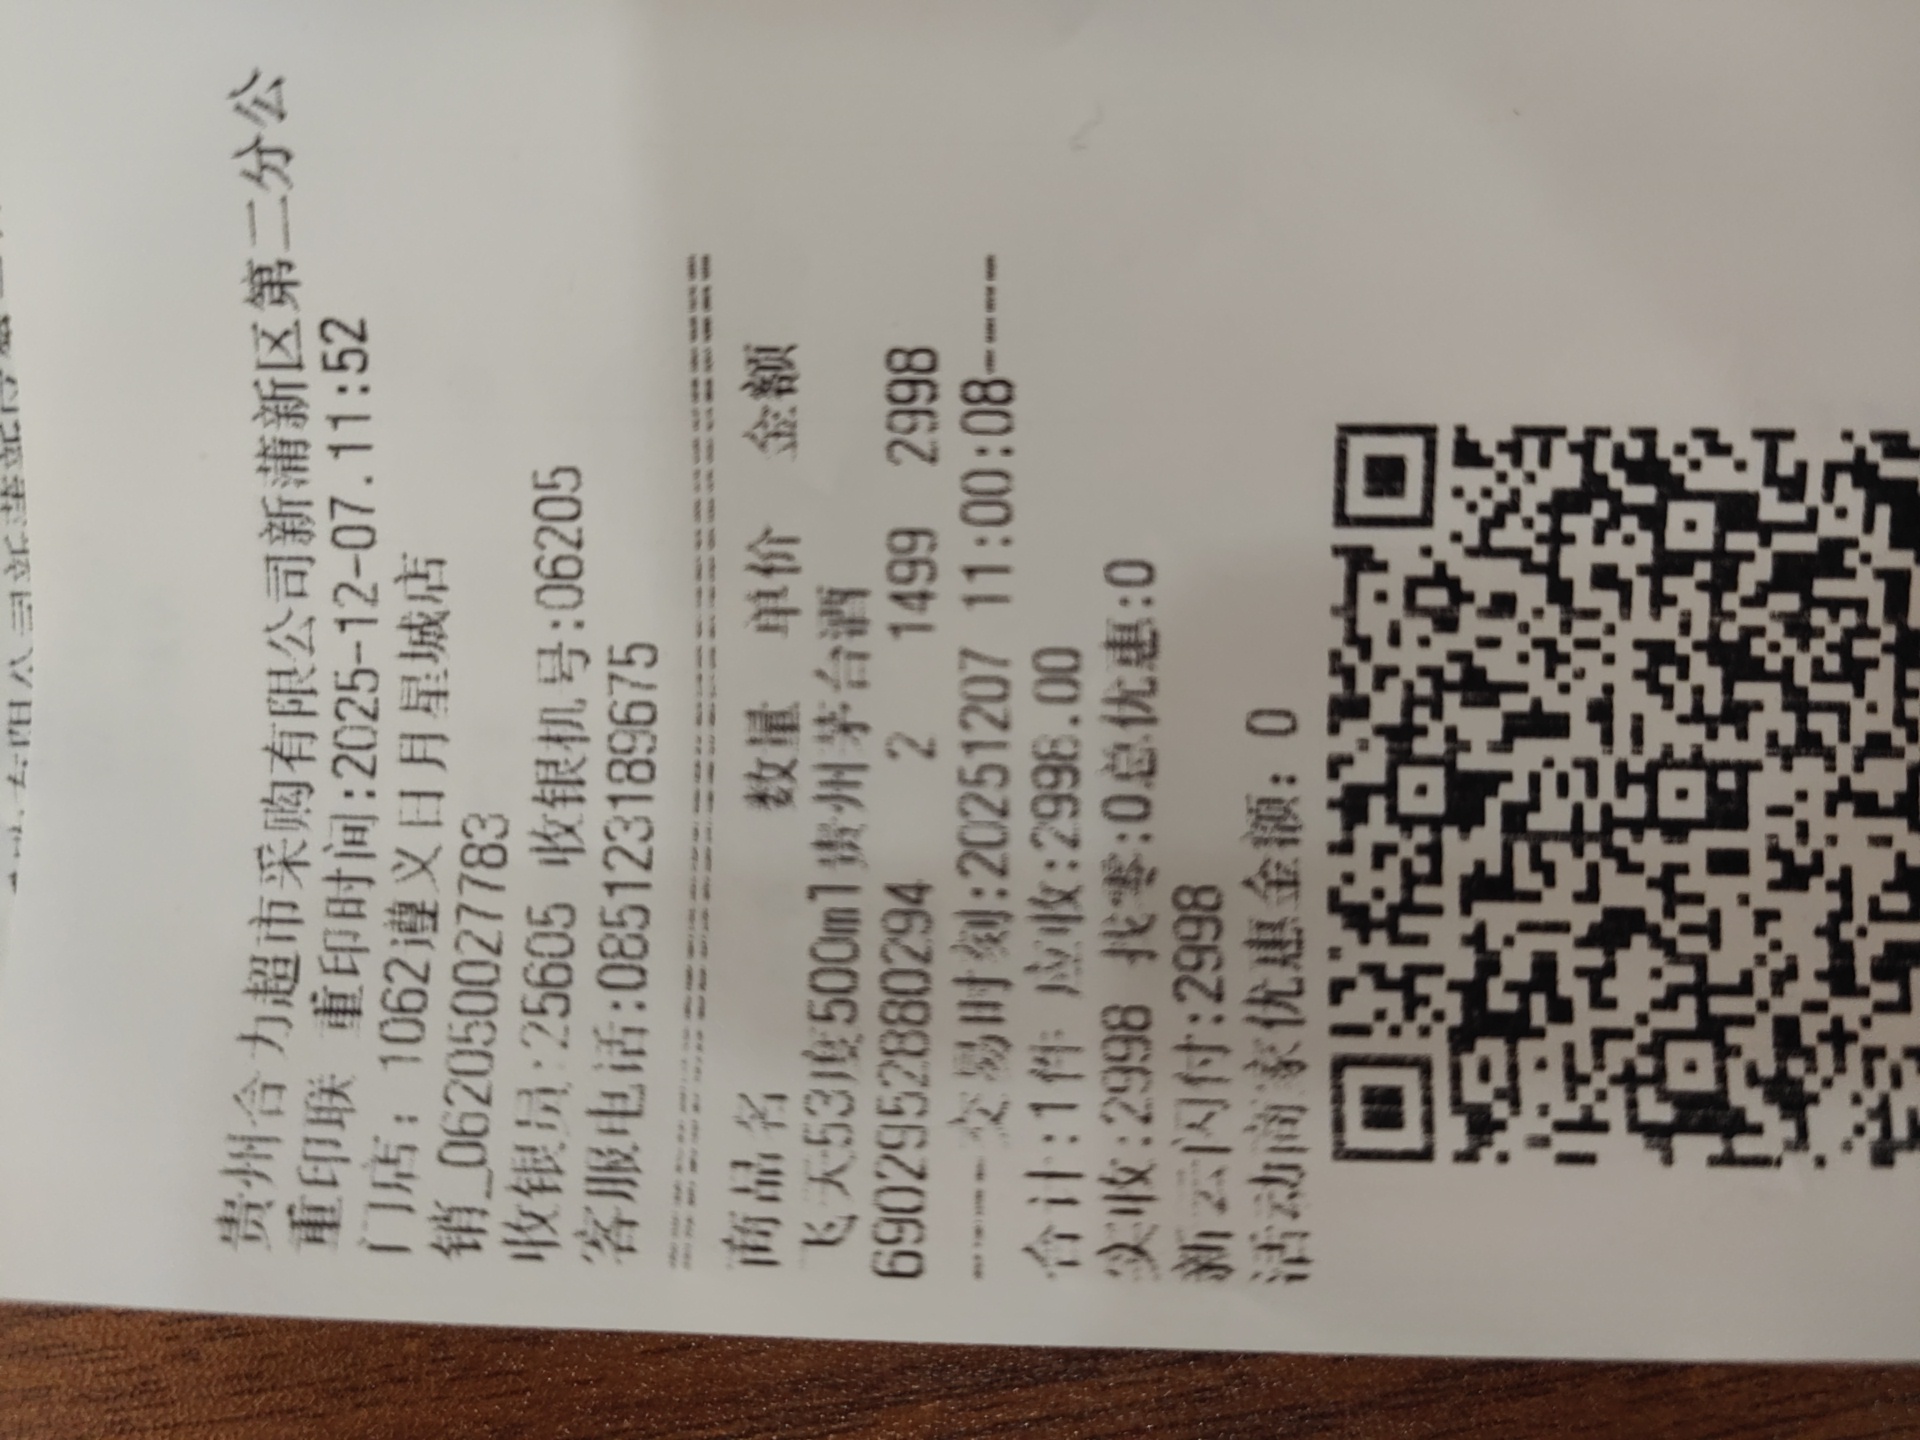 贵州合力超市采购有限公司新蒲新区第二分公
重印联 重印时间:2025-12-07.11:52
门店: 1062遵义日月星城店
销_062050027783
收银员:25605 收银机号:06205
客服电话:085123189675
==========================================
商品名 数量 单价 金额
飞天53度500ml贵州茅台酒
6902952880294 2 1499 2998
-----交易时刻:20251207 11:00:08-----
合计:1件 应收:2998.00
实收:2998 找零:0总优惠:0
新云闪付:2998
活动商家优惠金额: 0